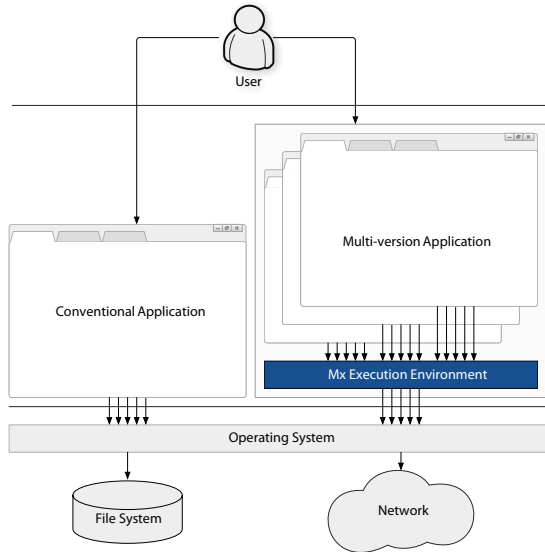 User
Multi-version Application
Conventional Application
Mx Execution Environment
Operating System
File System
Network